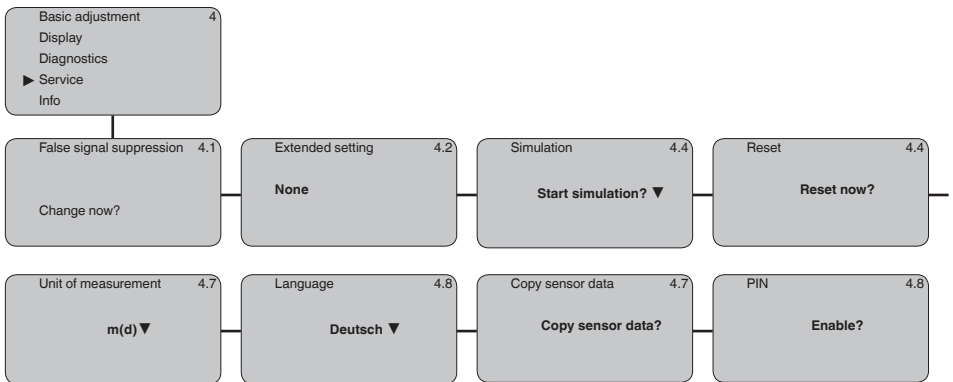 Basic adjustment 4
Display
Diagnostics
▶ Service
Info
False signal suppression 4.1
Change now?
Extended setting 4.2
None
Simulation 4.4
Start simulation? ▼
Reset 4.4
Reset now?
Unit of measurement 4.7
m(d) ▼
Language 4.8
Deutsch ▼
Copy sensor data 4.7
Copy sensor data?
PIN 4.8
Enable?